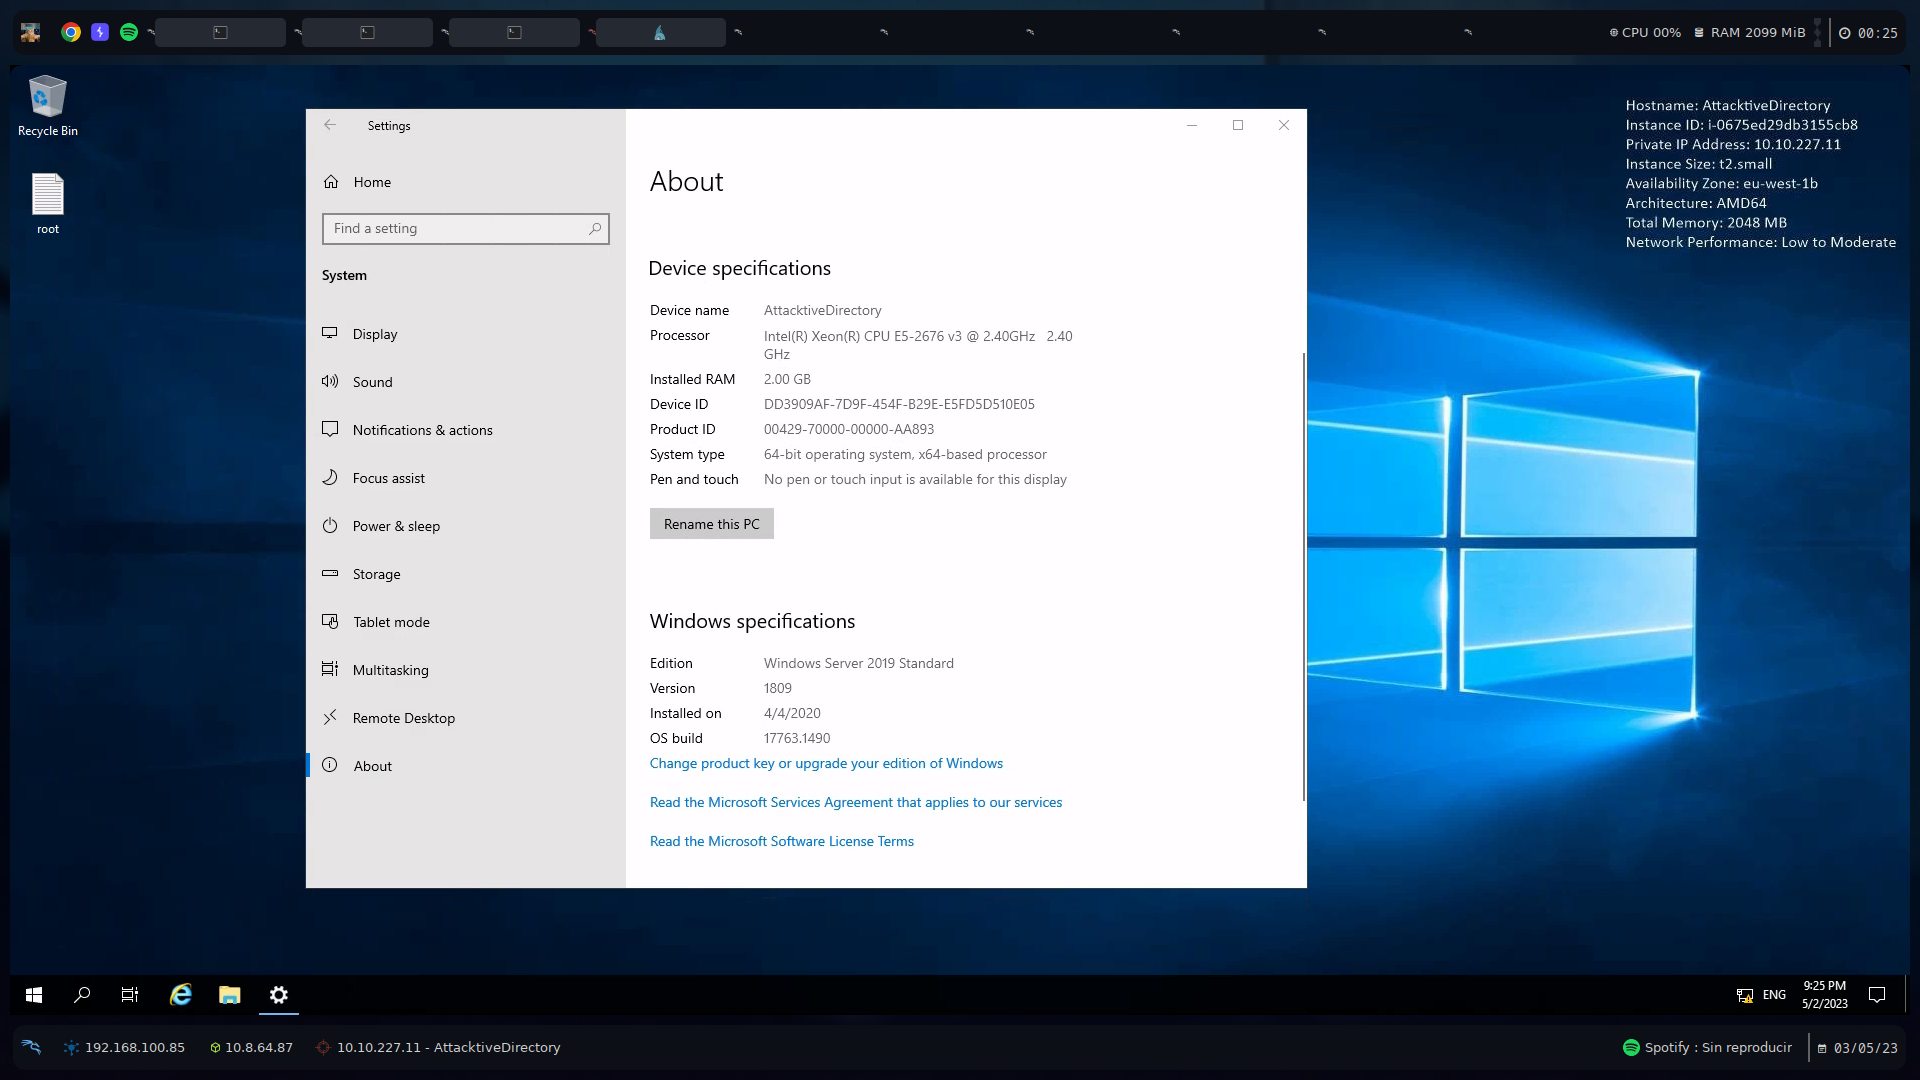 CPU 00%
RAM 2099 MiB
00:25
Recycle Bin
root
Hostname: AttacktiveDirectory
Instance ID: i-0675ed29db3155cb8
Private IP Address: 10.10.227.11
Instance Size: t2.small
Availability Zone: eu-west-1b
Architecture: AMD64
Total Memory: 2048 MB
Network Performance: Low to Moderate
Settings
Home
Find a setting
System
Display
Sound
Notifications & actions
Focus assist
Power & sleep
Storage
Tablet mode
Multitasking
Remote Desktop
About
About
Device specifications
Device name AttacktiveDirectory
Processor Intel(R) Xeon(R) CPU E5-2676 v3 @ 2.40GHz 2.40
GHz
Installed RAM 2.00 GB
Device ID DD3909AF-7D9F-454F-B29E-E5FD5D510E05
Product ID 00429-70000-00000-AA893
System type 64-bit operating system, x64-based processor
Pen and touch No pen or touch input is available for this display
Rename this PC
Windows specifications
Edition Windows Server 2019 Standard
Version 1809
Installed on 4/4/2020
OS build 17763.1490
Change product key or upgrade your edition of Windows
Read the Microsoft Services Agreement that applies to our services
Read the Microsoft Software License Terms
ENG
9:25 PM
5/2/2023
192.168.100.85
10.8.64.87
10.10.227.11 - AttacktiveDirectory
Spotify : Sin reproducir
03/05/23